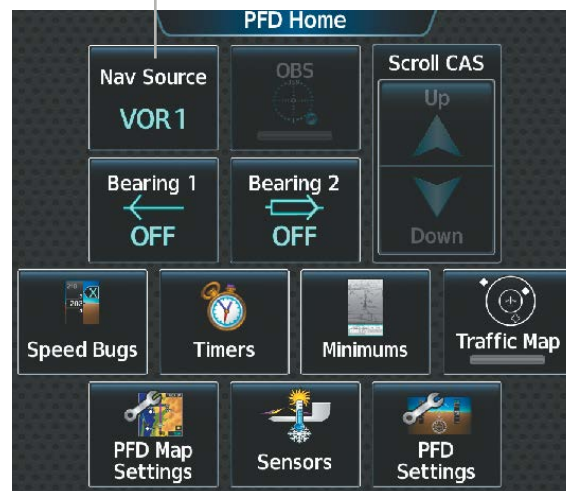 PFD Home
Nav Source
VOR1
OBS
Scroll CAS
Up
Down
Bearing 1
OFF
Bearing 2
OFF
Speed Bugs
Timers
Minimums
Traffic Map
PFD Map
Settings
Sensors
PFD
Settings